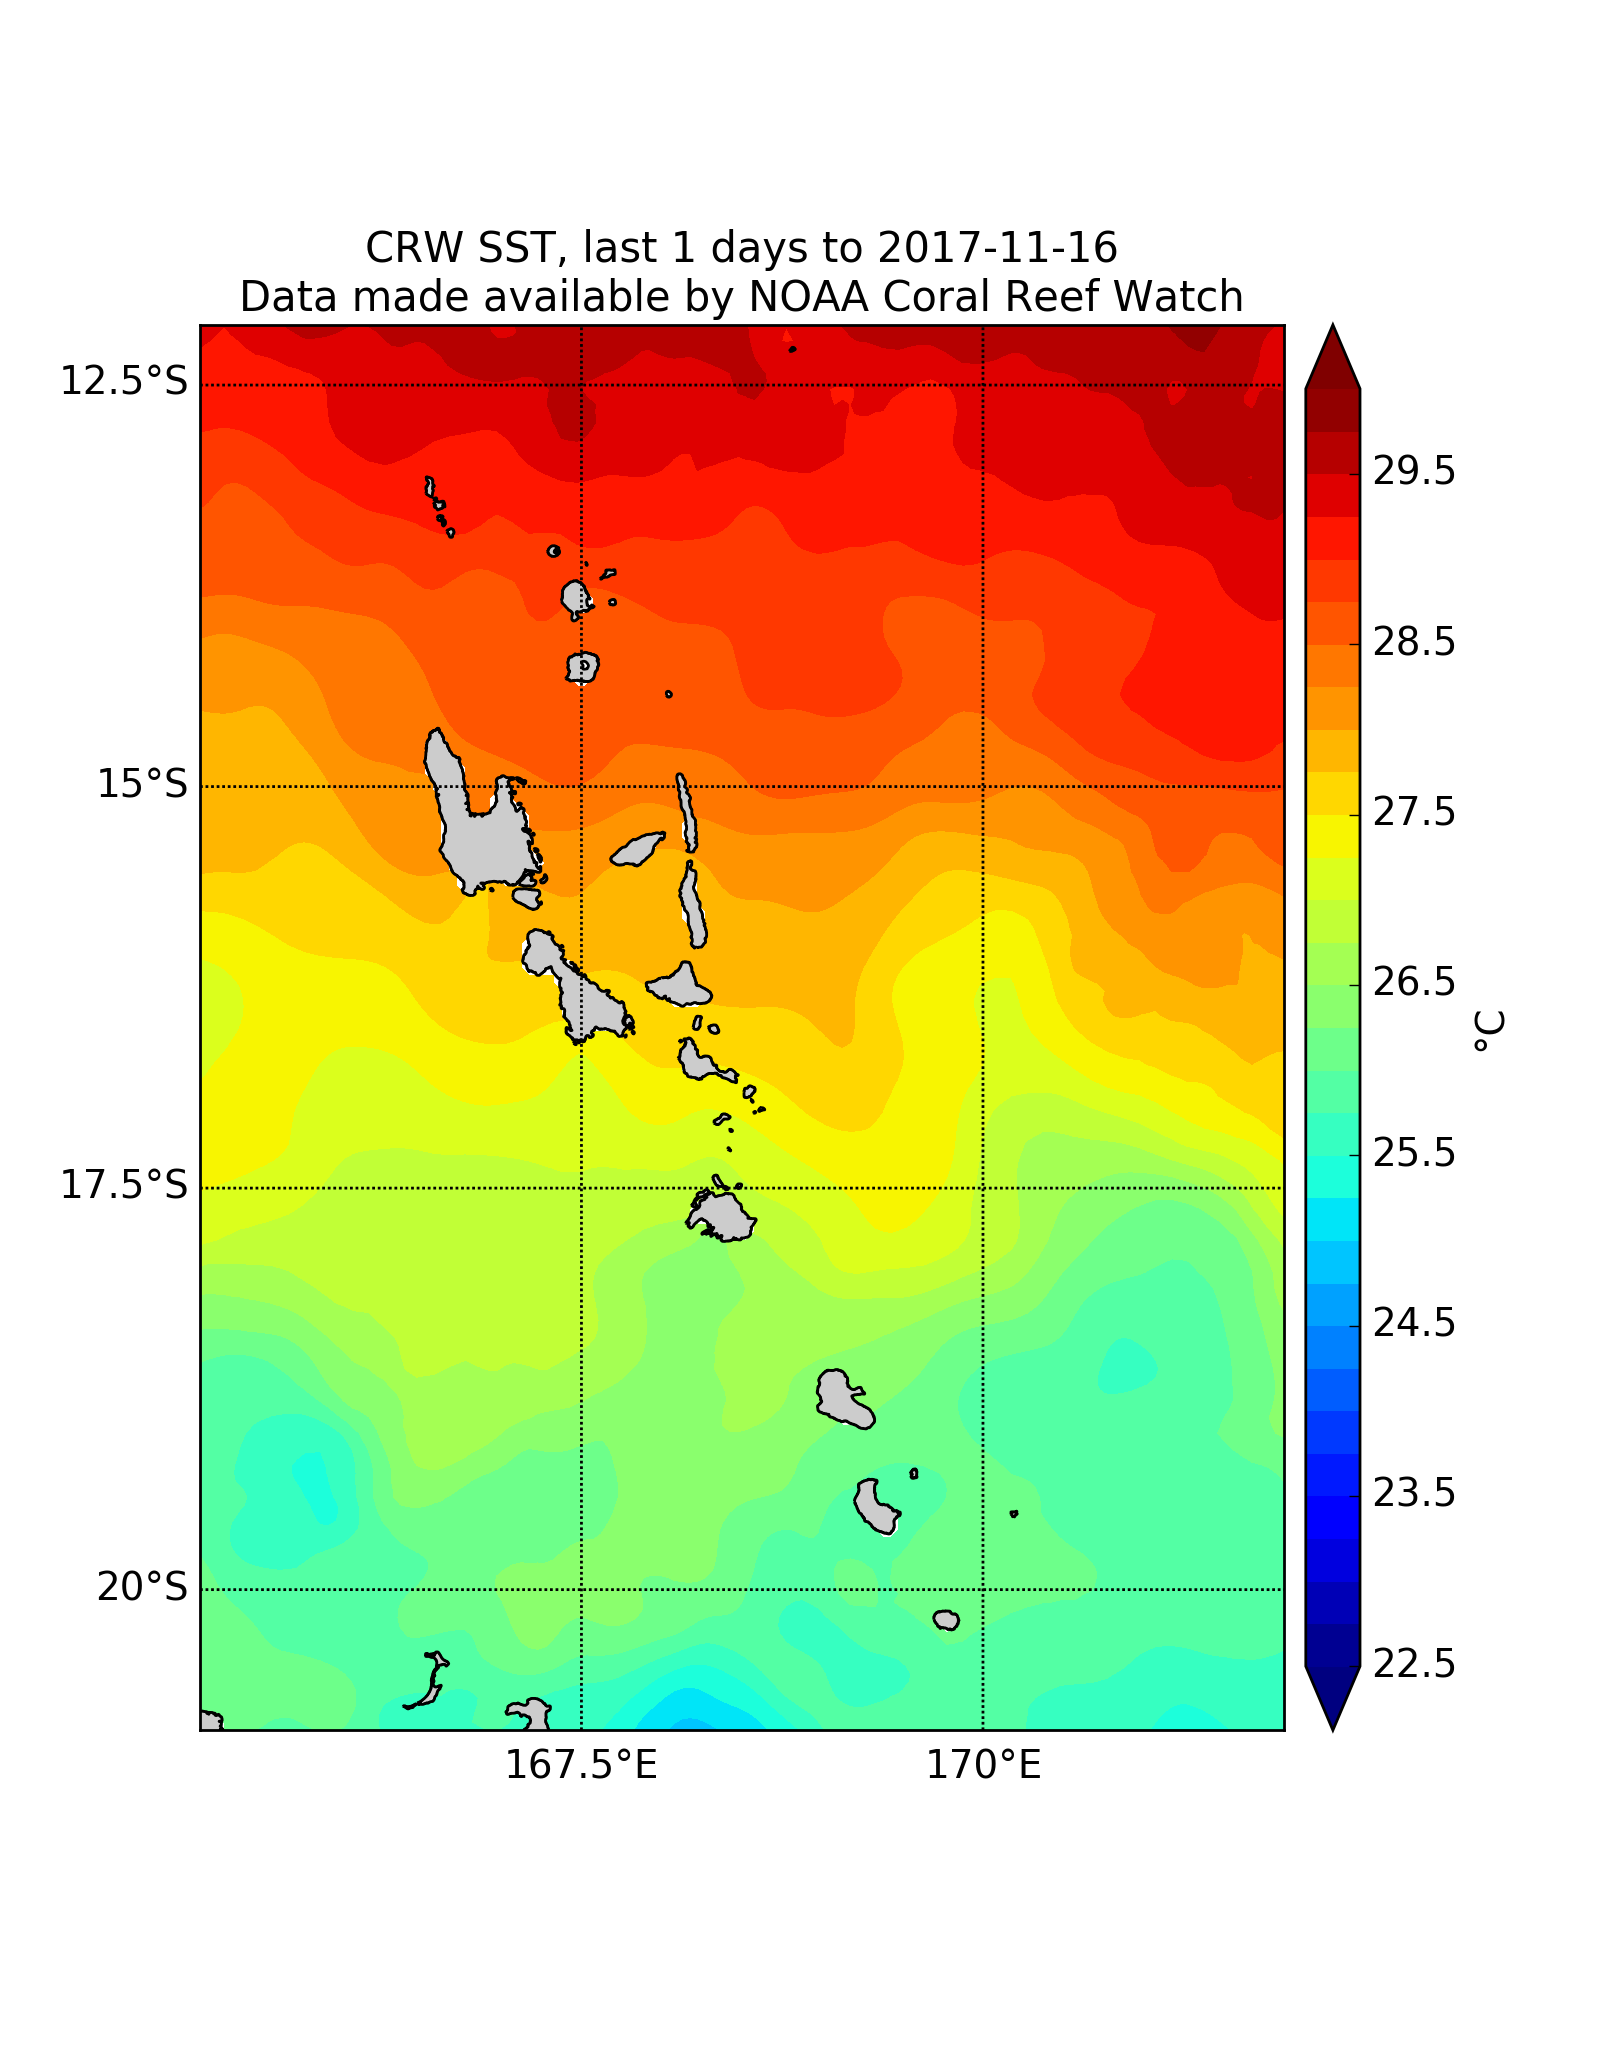 CRW SST, last 1 days to 2017-11-16
Data made available by NOAA Coral Reef Watch
12.5°S
15°S
17.5°S
20°S
167.5°E
170°E
29.5
28.5
27.5
26.5
25.5
24.5
23.5
22.5
°C